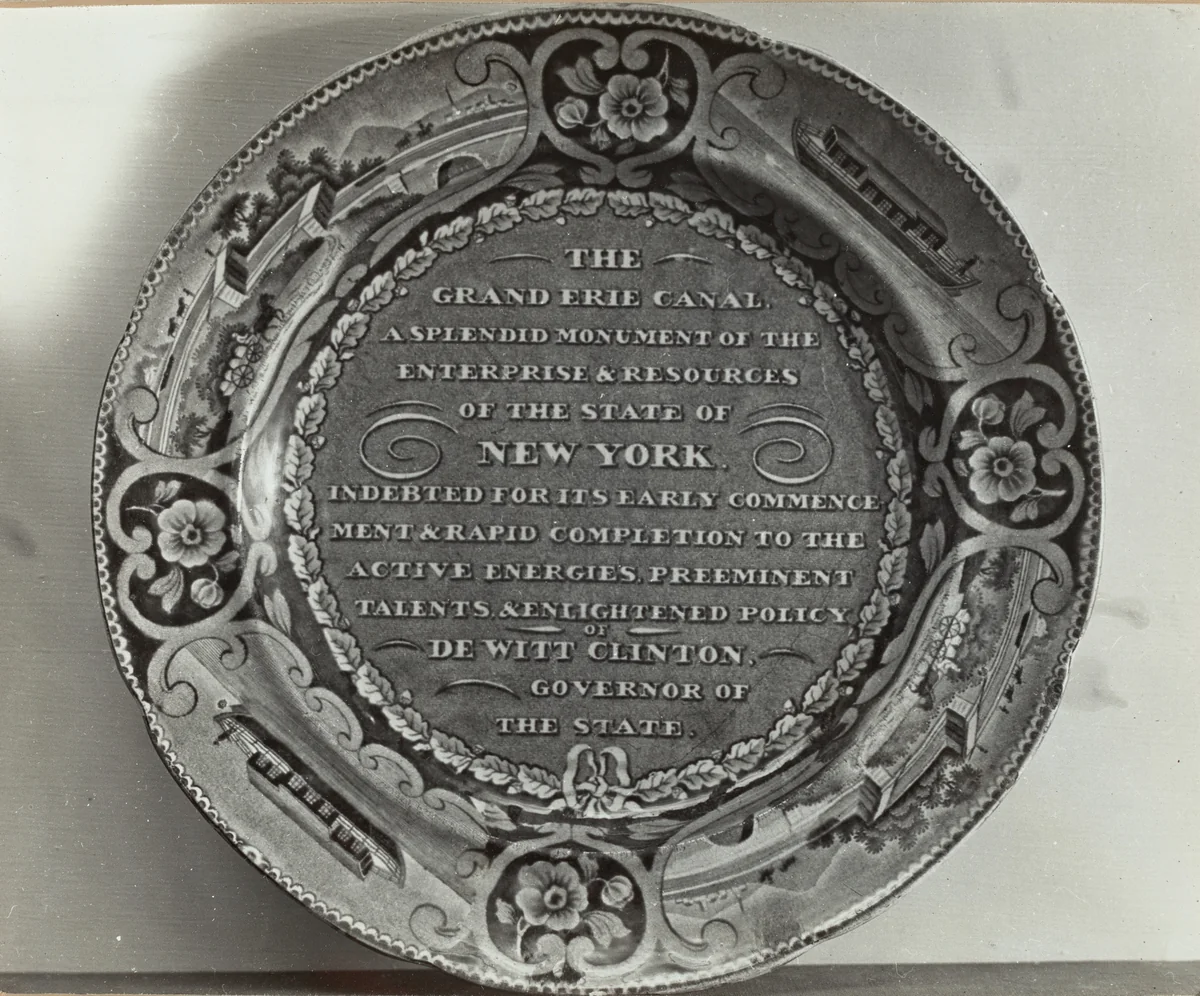 THE
GRAND ERIE CANAL,
A SPLENDID MONUMENT OF THE
ENTERPRISE & RESOURCES
OF THE STATE OF
NEW YORK.
INDEBTED FOR ITS EARLY COMMENCE-
MENT & RAPID COMPLETION TO THE
ACTIVE ENERGIES, PREEMINENT
TALENTS, & ENLIGHTENED POLICY
OF
DE WITT CLINTON,
GOVERNOR OF
THE STATE.